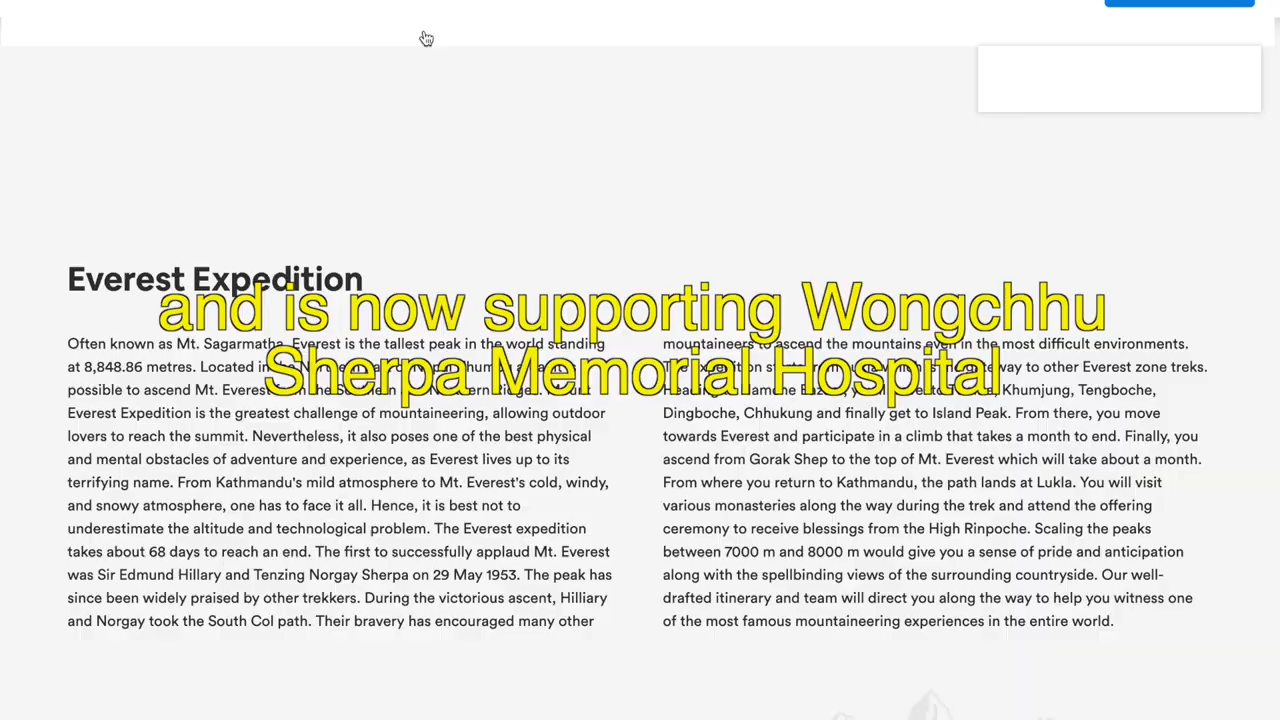 Everest Expedition
and is now supporting Wongchhu
Sherpa Memorial Hospital
Often known as Mt. Sagarmatha, Everest is the tallest peak in the world standing
at 8,848.86 metres. Located in
possible to ascend Mt. Everest
Everest Expedition is the greatest challenge of mountaineering, allowing outdoor
lovers to reach the summit. Nevertheless, it also poses one of the best physical
and mental obstacles of adventure and experience, as Everest lives up to its
terrifying name. From Kathmandu's mild atmosphere to Mt. Everest's cold, windy,
and snowy atmosphere, one has to face it all. Hence, it is best not to
underestimate the altitude and technological problem. The Everest expedition
takes about 68 days to reach an end. The first to successfully applaud Mt. Everest
was Sir Edmund Hillary and Tenzing Norgay Sherpa on 29 May 1953. The peak has
since been widely praised by other trekkers. During the victorious ascent, Hilliary
and Norgay took the South Col path. Their bravery has encouraged many other
mountaineers to ascend the mountains even in the most difficult environments.
way to other Everest zone treks.
Khumjung, Tengboche,
Dingboche, Chhukung and finally get to Island Peak. From there, you move
towards Everest and participate in a climb that takes a month to end. Finally, you
ascend from Gorak Shep to the top of Mt. Everest which will take about a month.
From where you return to Kathmandu, the path lands at Lukla. You will visit
various monasteries along the way during the trek and attend the offering
ceremony to receive blessings from the High Rinpoche. Scaling the peaks
between 7000 m and 8000 m would give you a sense of pride and anticipation
along with the spellbinding views of the surrounding countryside. Our well-
drafted itinerary and team will direct you along the way to help you witness one
of the most famous mountaineering experiences in the entire world.